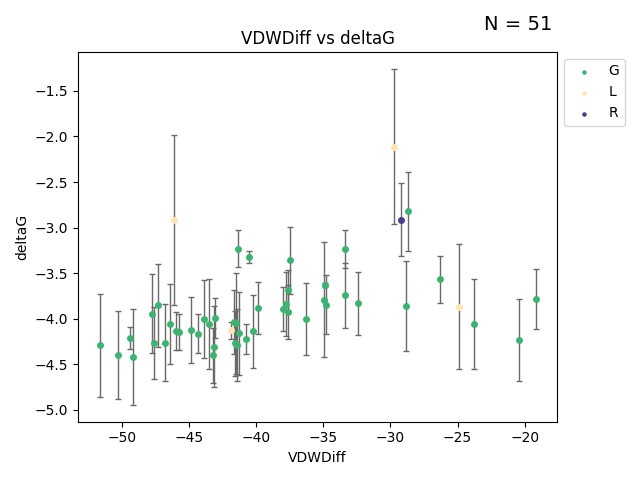 N = 51
VDWDiff vs deltaG
G
L
R
deltaG
−1.5
−2.0
−2.5
−3.0
−3.5
−4.0
−4.5
−5.0
−50 −45 −40 −35 −30 −25 −20
VDWDiff